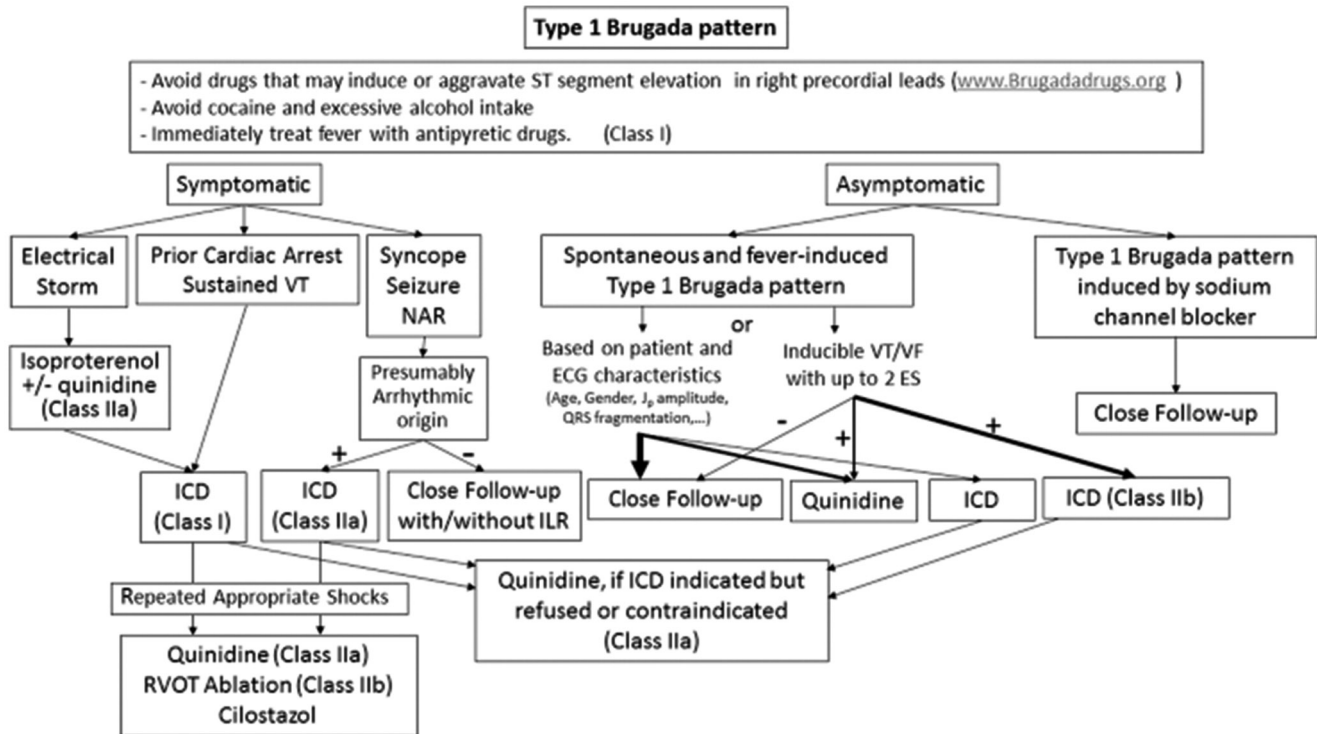 Type 1 Brugada pattern
- Avoid drugs that may induce or aggravate ST segment elevation in right precordial leads (www.Brugadadrugs.org )
- Avoid cocaine and excessive alcohol intake
- Immediately treat fever with antipyretic drugs. (Class I)
Symptomatic
Asymptomatic
Electrical
Storm
Prior Cardiac Arrest
Sustained VT
Syncope
Seizure
NAR
Spontaneous and fever-induced
Type 1 Brugada pattern
Type 1 Brugada pattern
induced by sodium
channel blocker
or
Isoproterenol
+/- quinidine
(Class IIa)
Presumably
Arrhythmic
origin
Based on patient and
ECG characteristics
(Age, Gender, Jp amplitude,
QRS fragmentation,...)
Inducible VT/VF
with up to 2 ES
Close Follow-up
+
-
-
+
+
ICD
(Class I)
ICD
(Class IIa)
Close Follow-up
with/without ILR
Close Follow-up
Quinidine
ICD
ICD (Class IIb)
Repeated Appropriate Shocks
Quinidine, if ICD indicated but
refused or contraindicated
(Class IIa)
Quinidine (Class IIa)
RVOT Ablation (Class IIb)
Cilostazol